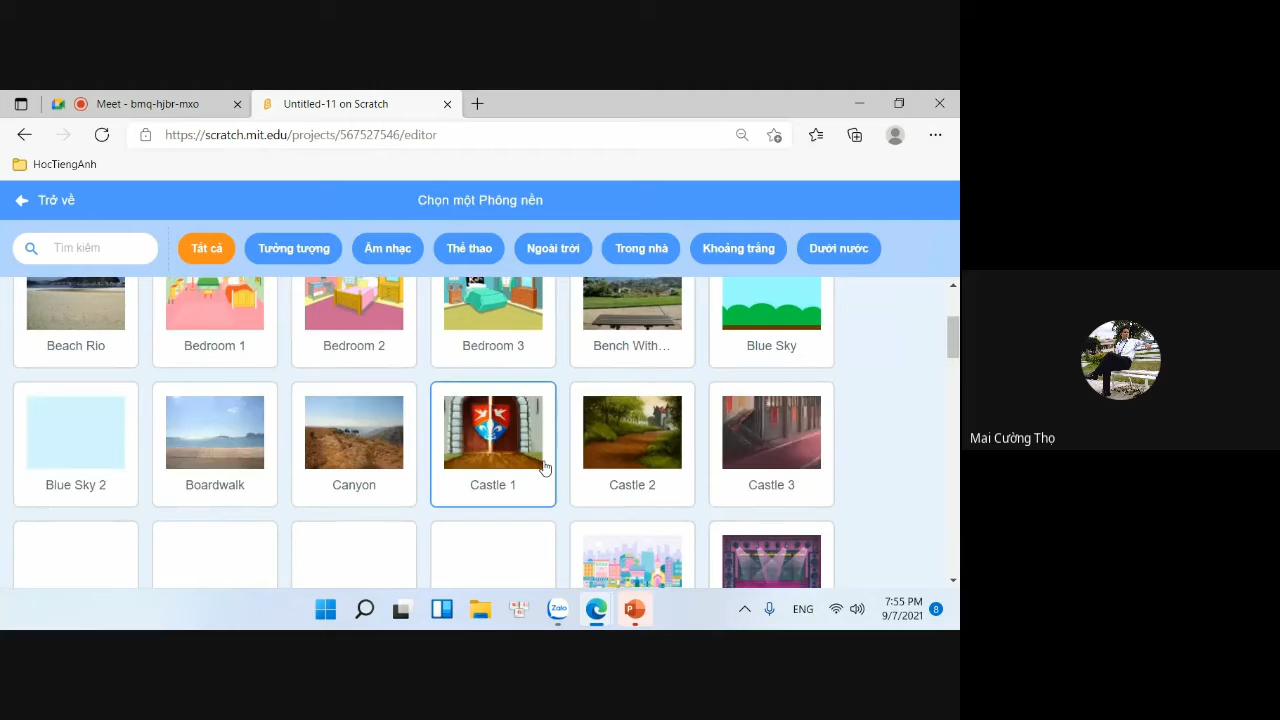 Meet - bmq-hjbr-mxo
Untitled-11 on Scratch
https://scratch.mit.edu/projects/567527546/editor
HocTiengAnh
Trở về
Chọn một Phông nền
Tìm kiếm
Tất cả
Tưởng tượng
Âm nhạc
Thể thao
Ngoài trời
Trong nhà
Khoảng trắng
Dưới nước
Beach Rio
Bedroom 1
Bedroom 2
Bedroom 3
Bench With...
Blue Sky
Blue Sky 2
Boardwalk
Canyon
Castle 1
Castle 2
Castle 3
Mai Cường Thọ
Zalo
ENG
7:55 PM
9/7/2021
8